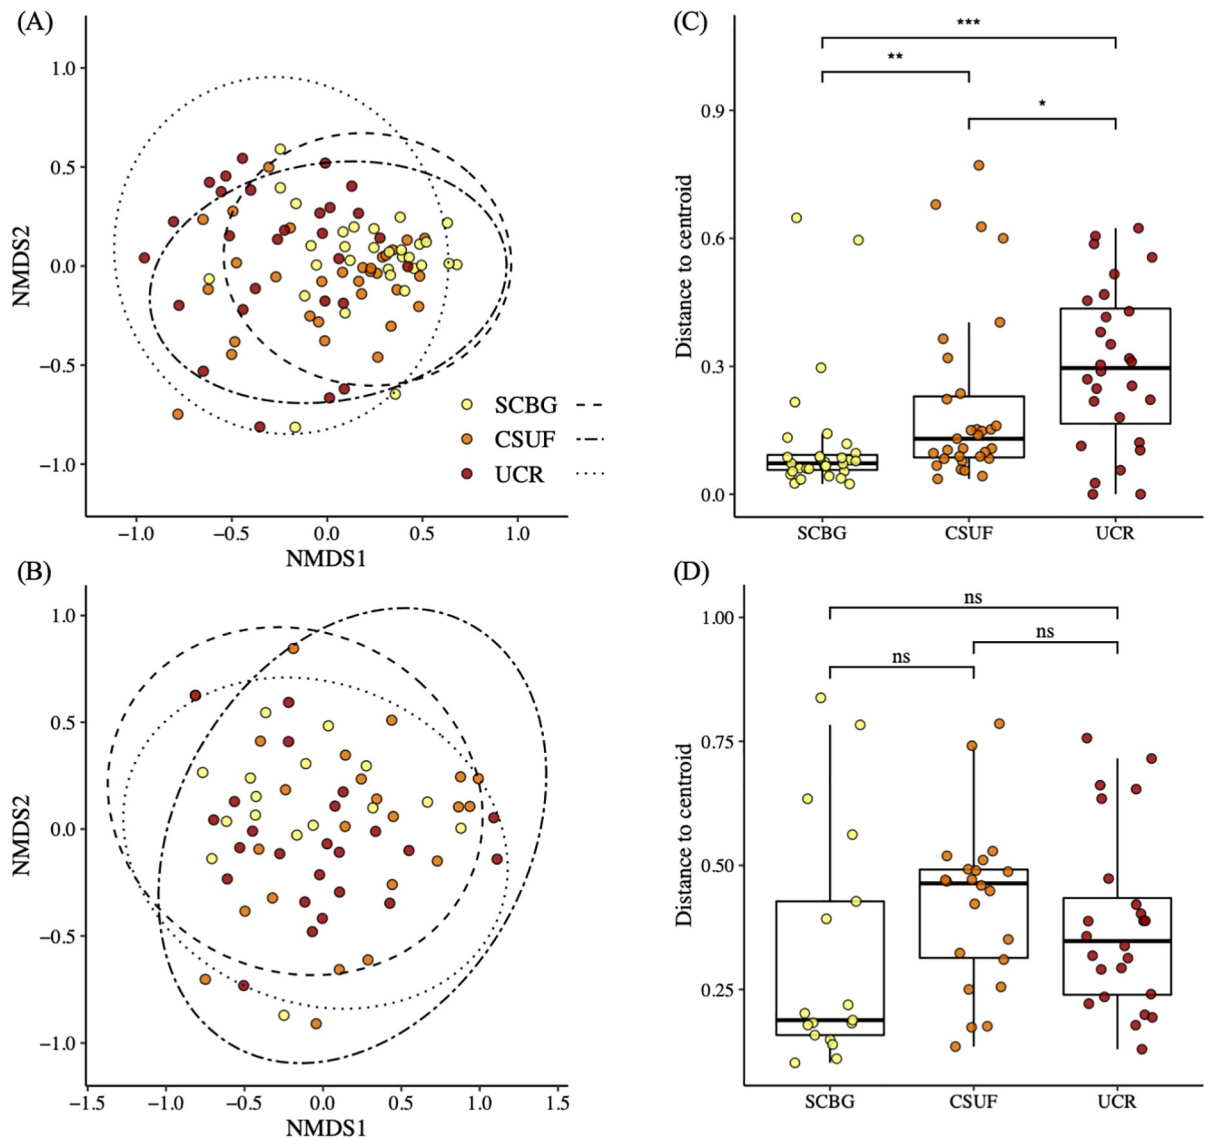 (A)
1.0
0.5
0.0
−0.5
−1.0
NMDS2
SCBG
CSUF
UCR
−1.0 −0.5 0.0 0.5 1.0
NMDS1
(C)
***
**
*
0.9
0.6
0.3
0.0
Distance to centroid
SCBG CSUF UCR
(B)
1.0
0.5
0.0
−0.5
−1.0
NMDS2
−1.5 −1.0 −0.5 0.0 0.5 1.0 1.5
NMDS1
(D)
ns
ns
ns
1.00
0.75
0.50
0.25
Distance to centroid
SCBG CSUF UCR